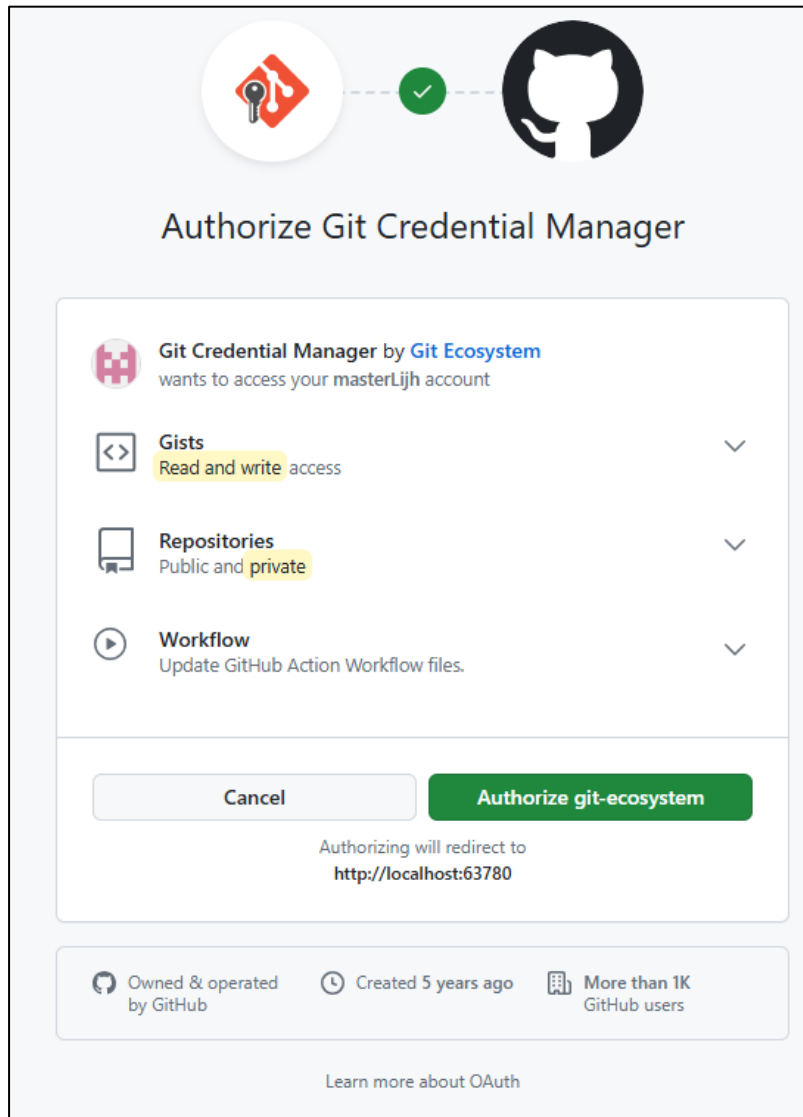 Authorize Git Credential Manager
Git Credential Manager by Git Ecosystem
wants to access your masterLijh account
Gists
Read and write access
Repositories
Public and private
Workflow
Update GitHub Action Workflow files.
Cancel
Authorize git-ecosystem
Authorizing will redirect to
http://localhost:63780
Owned & operated
by GitHub
Created 5 years ago
More than 1K
GitHub users
Learn more about OAuth